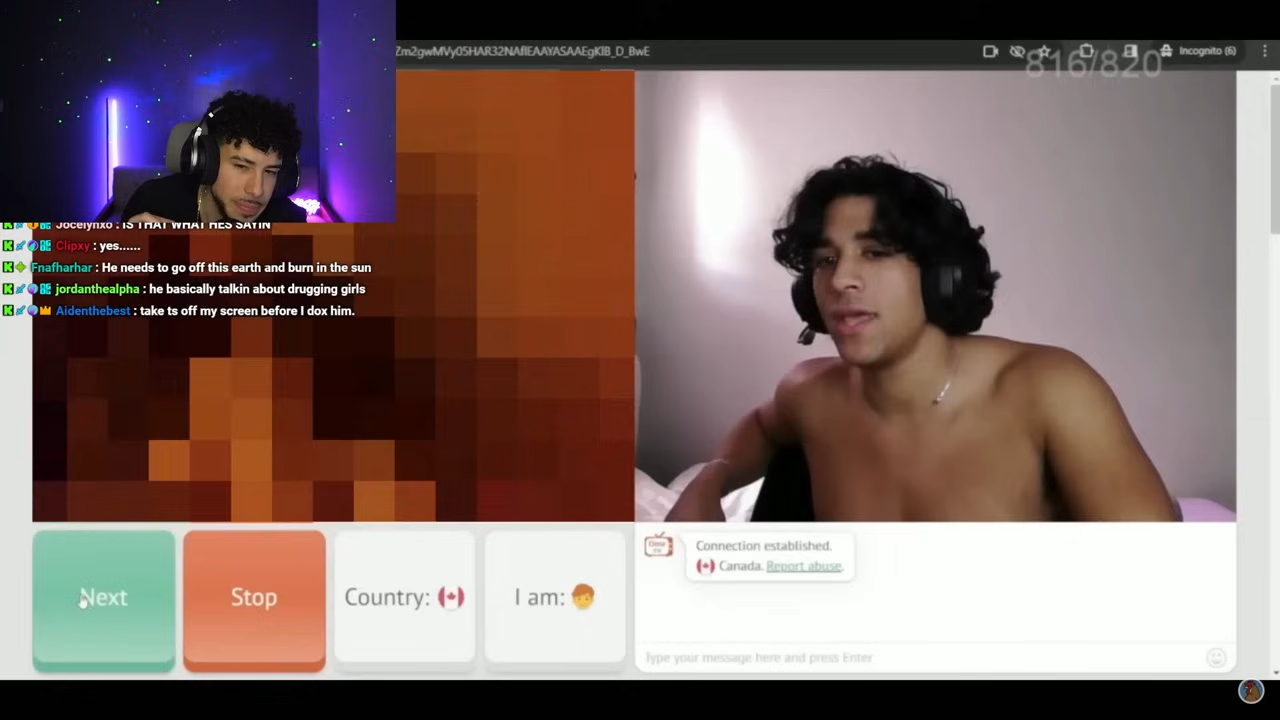 Zm2gwMVy05HAR32NAflEAAYASAAEgKlB_D_BwE
Incognito (6)
816/820
Jocelynxo : IS THAT WHAT HES SAYIN
Clipxy : yes......
Fnafharhar : He needs to go off this earth and burn in the sun
jordanthealpha : he basically talkin about drugging girls
Aidenthebest : take ts off my screen before I dox him.
Next
Stop
Country:
I am:
Connection established.
Canada. Report abuse.
Type your message here and press Enter